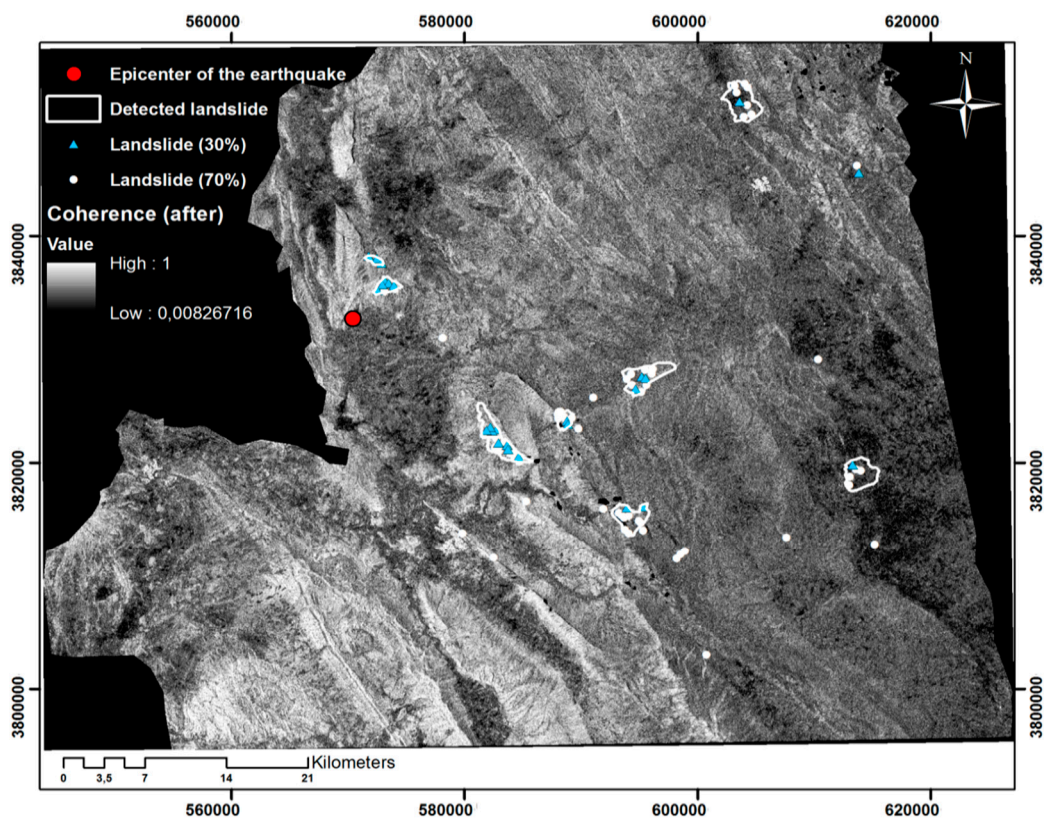 560000 580000 600000 620000
N
Epicenter of the earthquake
Detected landslide
Landslide (30%)
Landslide (70%)
Coherence (after)
Value
High : 1
Low : 0,00826716
3840000 3840000
3820000 3820000
3800000 3800000
Kilometers
0 3,5 7 14 21
560000 580000 600000 620000